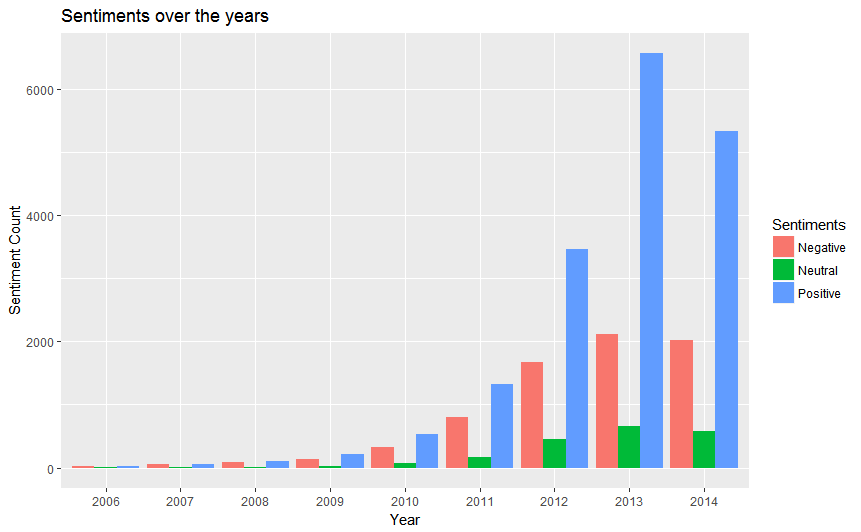 Sentiments over the years
Sentiment Count
6000
4000
2000
0
2006 2007 2008 2009 2010 2011 2012 2013 2014
Year
Sentiments
Negative
Neutral
Positive